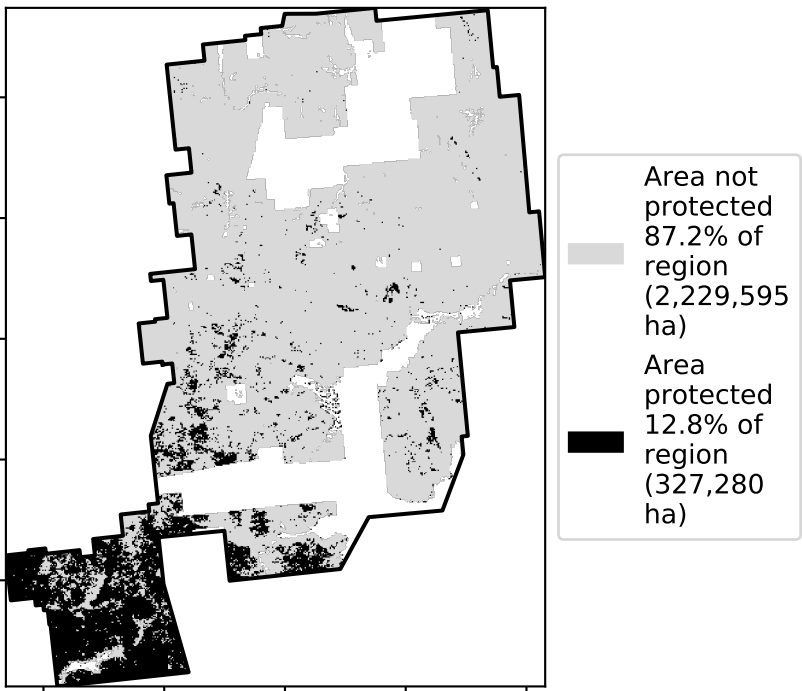 Area not
protected
87.2% of
region
(2,229,595
ha)
Area
protected
12.8% of
region
(327,280
ha)